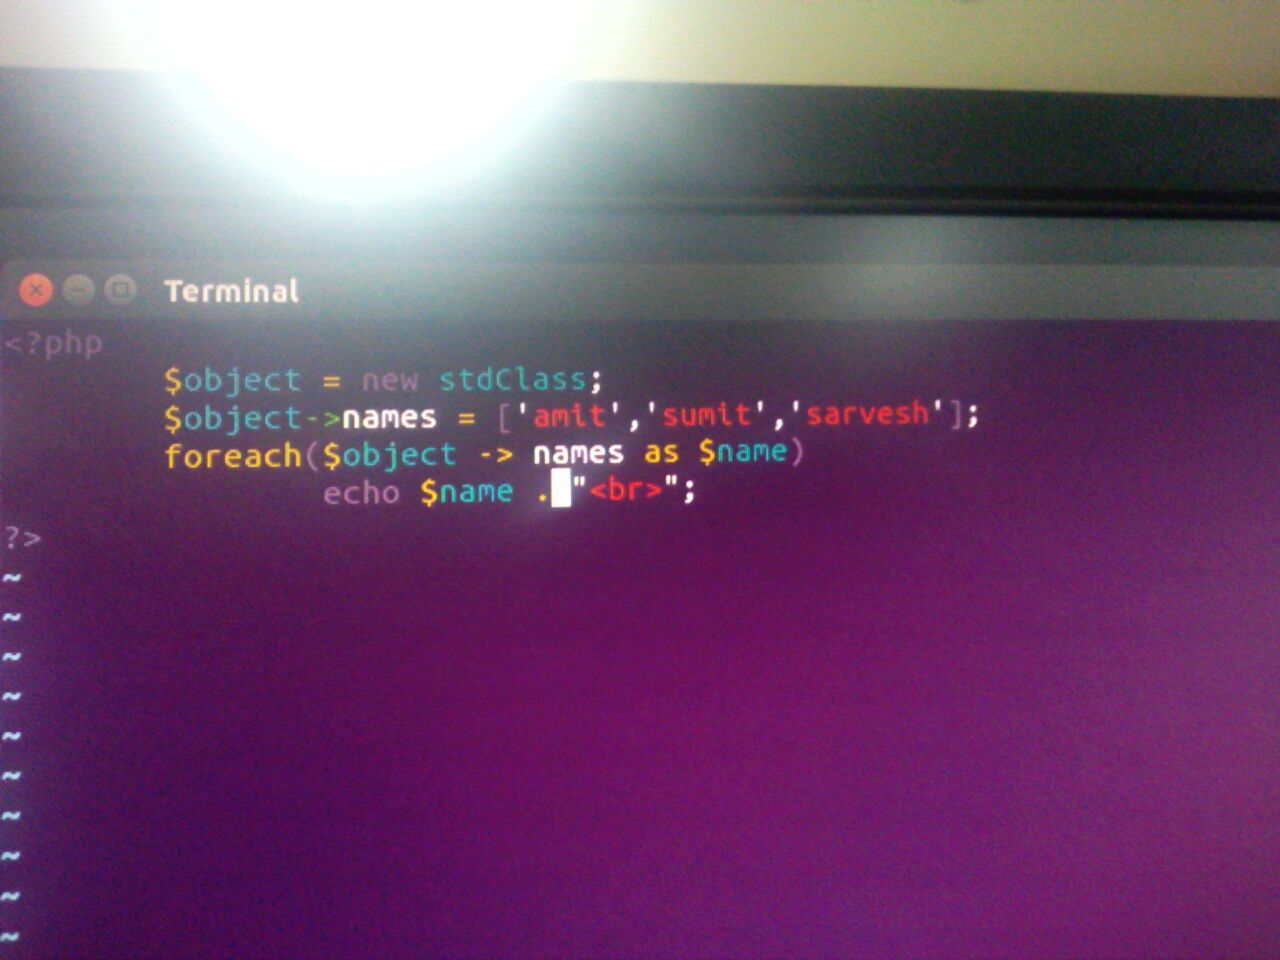 Terminal
<?php
$object = new stdClass;
$object->names = ['amit','sumit','sarvesh'];
foreach($object -> names as $name)
echo $name . "<br>";
?>
~
~
~
~
~
~
~
~
~
~